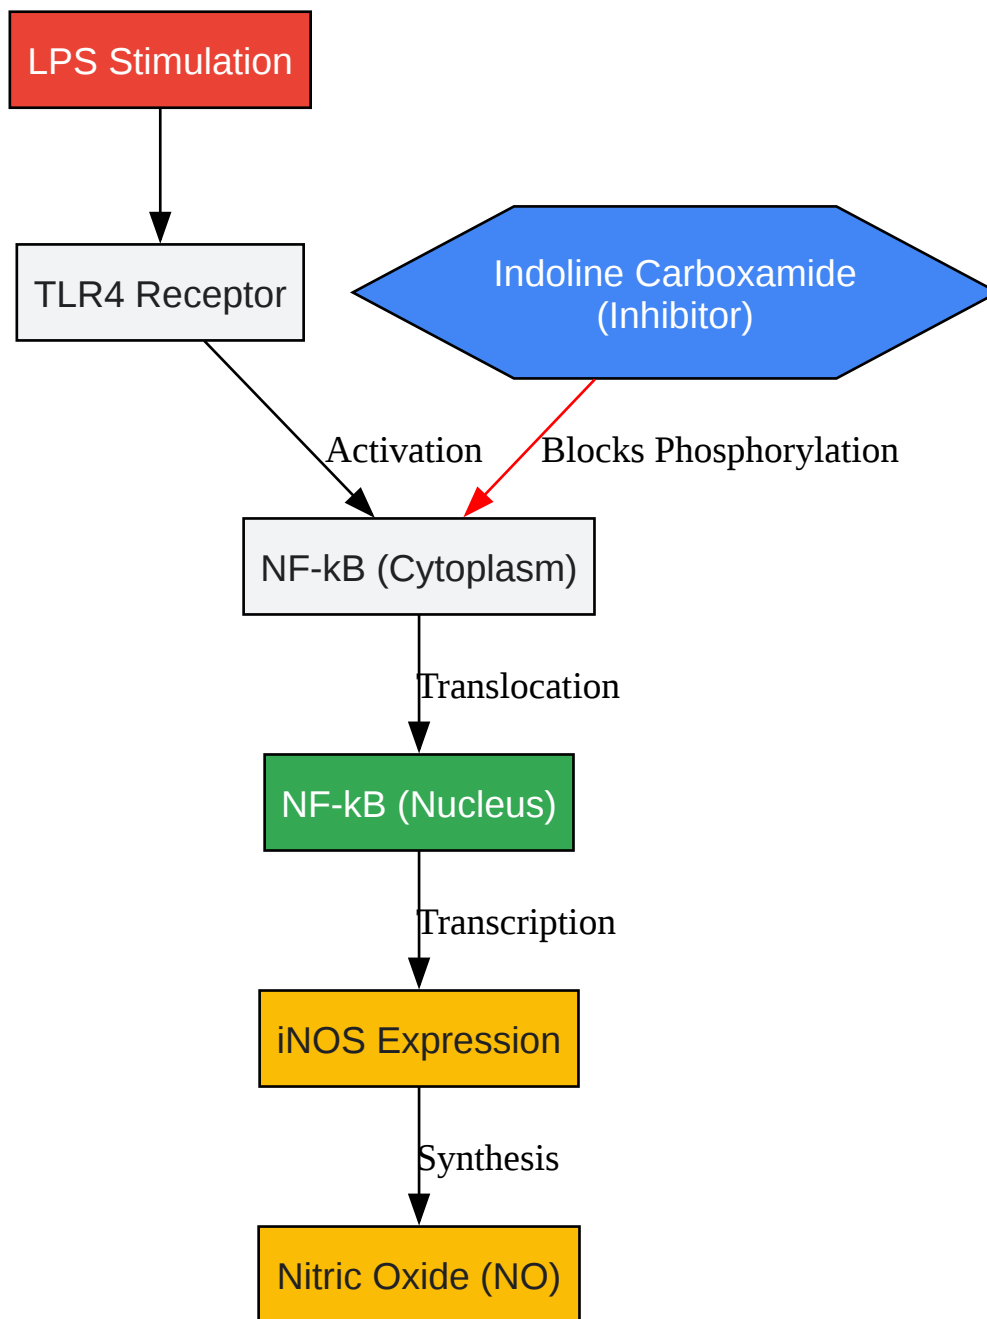 LPS Stimulation
TLR4 Receptor
Indoline Carboxamide
(Inhibitor)
Activation
Blocks Phosphorylation
NF-kB (Cytoplasm)
Translocation
NF-kB (Nucleus)
Transcription
iNOS Expression
Synthesis
Nitric Oxide (NO)